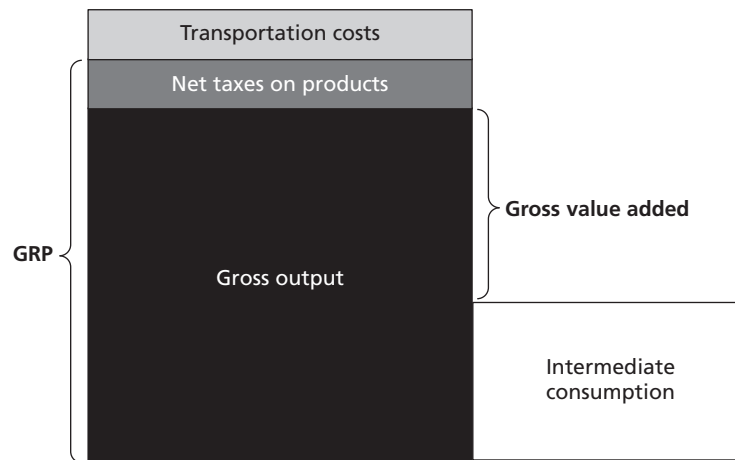 Transportation costs
Net taxes on products
Gross value added
GRP
Gross output
Intermediate
consumption